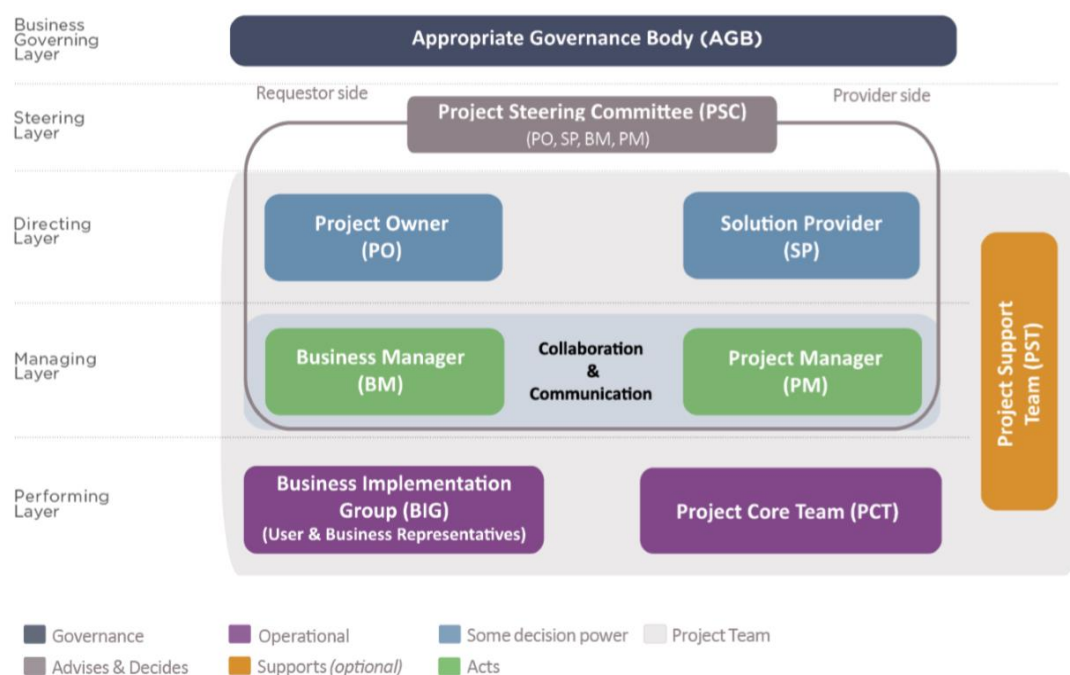 Business
Governing
Layer
Appropriate Governance Body (AGB)
Requestor side
Provider side
Steering
Layer
Project Steering Committee (PSC)
(PO, SP, BM, PM)
Directing
Layer
Project Owner
(PO)
Solution Provider
(SP)
Managing
Layer
Business Manager
(BM)
Collaboration
&
Communication
Project Manager
(PM)
Project Support
Team (PST)
Performing
Layer
Business Implementation
Group (BIG)
(User & Business Representatives)
Project Core Team (PCT)
Governance
Operational
Some decision power
Project Team
Advises & Decides
Supports (optional)
Acts